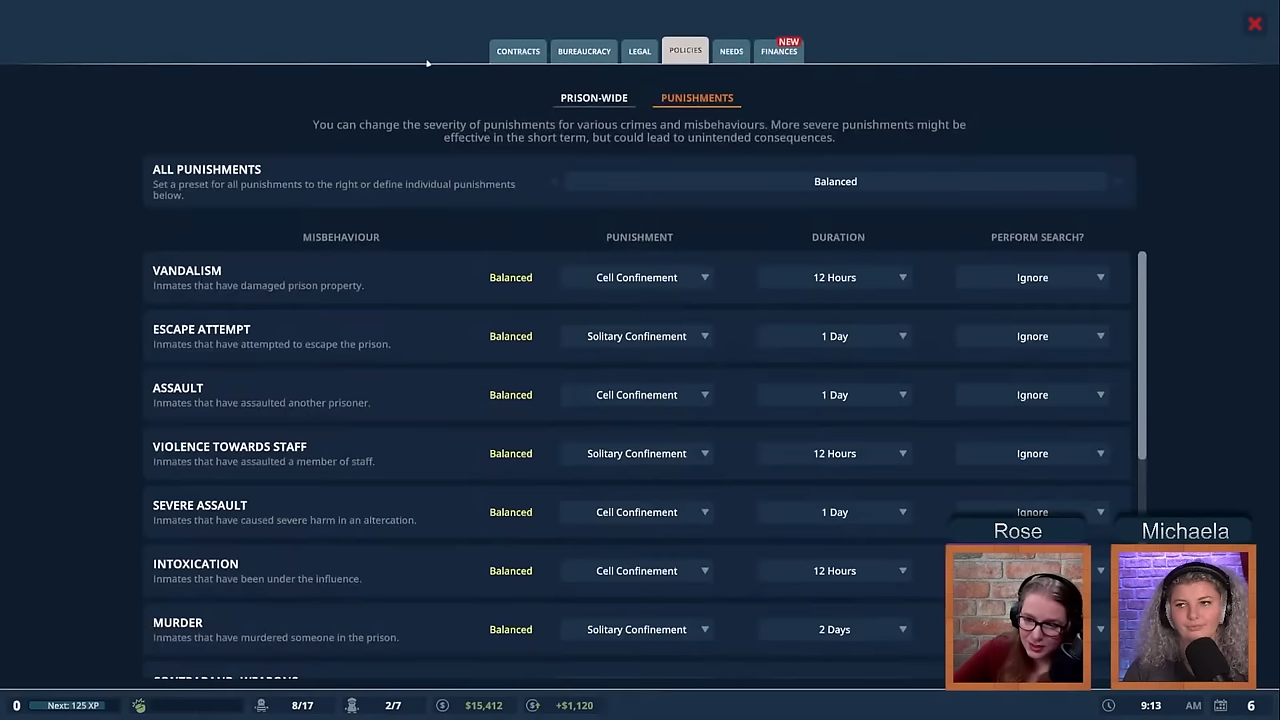 NEW
CONTRACTS BUREAUCRACY LEGAL POLICIES NEEDS FINANCES
PRISON-WIDE PUNISHMENTS
You can change the severity of punishments for various crimes and misbehaviours. More severe punishments might be
effective in the short term, but could lead to unintended consequences.
ALL PUNISHMENTS
Set a preset for all punishments to the right or define individual punishments
below.
Balanced
MISBEHAVIOUR PUNISHMENT DURATION PERFORM SEARCH?
VANDALISM
Inmates that have damaged prison property.
Balanced Cell Confinement 12 Hours Ignore
ESCAPE ATTEMPT
Inmates that have attempted to escape the prison.
Balanced Solitary Confinement 1 Day Ignore
ASSAULT
Inmates that have assaulted another prisoner.
Balanced Cell Confinement 1 Day Ignore
VIOLENCE TOWARDS STAFF
Inmates that have assaulted a member of staff.
Balanced Solitary Confinement 12 Hours Ignore
SEVERE ASSAULT
Inmates that have caused severe harm in an altercation.
Balanced Cell Confinement 1 Day Ignore
INTOXICATION
Inmates that have been under the influence.
Balanced Cell Confinement 12 Hours
MURDER
Inmates that have murdered someone in the prison.
Balanced Solitary Confinement 2 Days
Rose
Michaela
0 Next: 125 XP 8/17 2/7 $15,412 +$1,120 9:13 AM 6